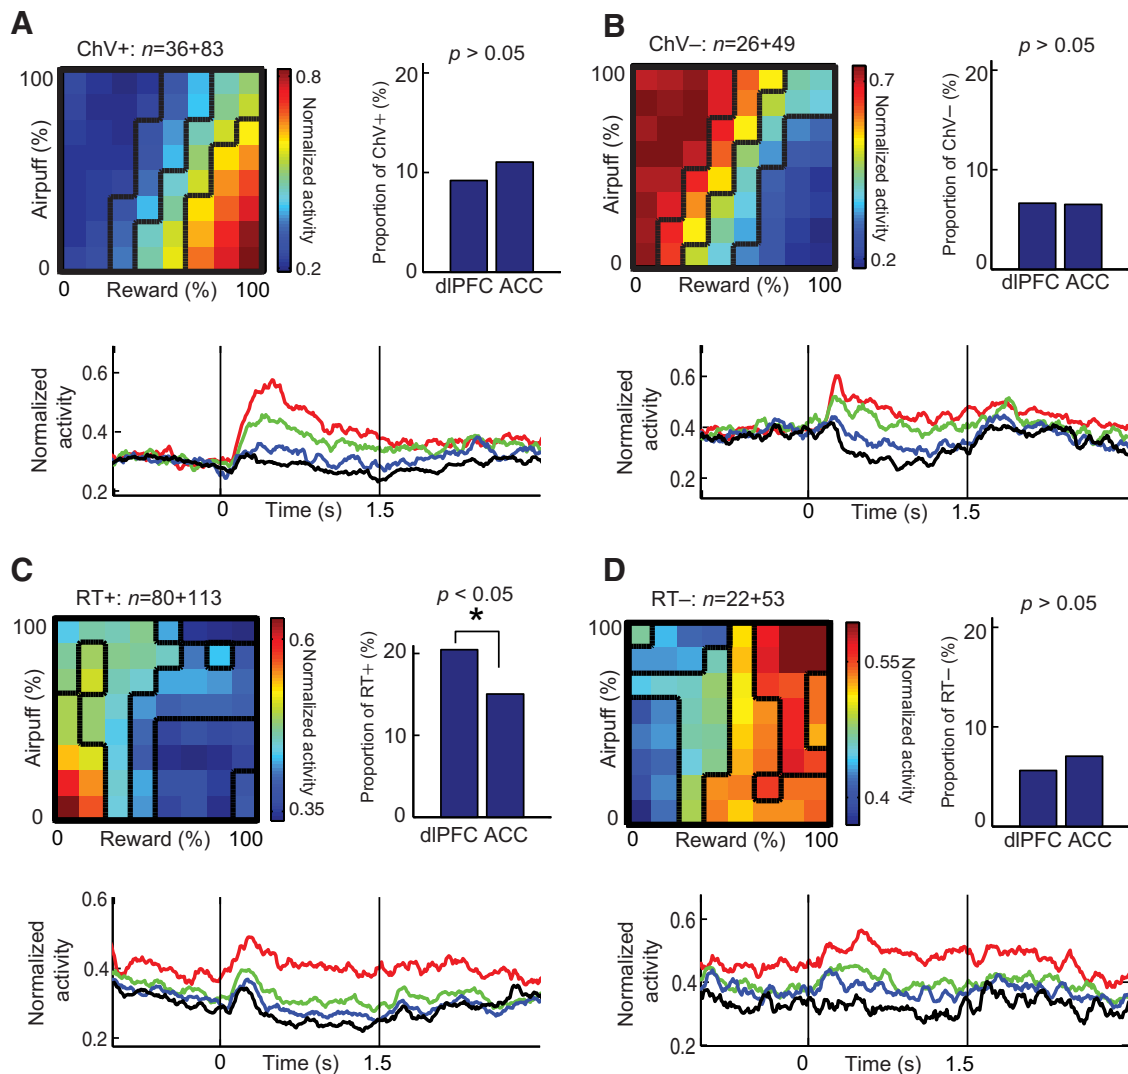 A
ChV+: n=36+83
100
0
Airpuff (%)
0 Reward (%) 100
0.8
0.2
Normalized activity
p > 0.05
20
10
0
Proportion of ChV+ (%)
dlPFC ACC
0.6
0.4
0.2
Normalized
activity
0 Time (s) 1.5
B
ChV–: n=26+49
100
0
Airpuff (%)
0 Reward (%) 100
0.7
0.2
Normalized activity
p > 0.05
20
10
0
Proportion of ChV– (%)
dlPFC ACC
0.6
0.4
0.2
Normalized
activity
0 Time (s) 1.5
C
RT+: n=80+113
100
0
Airpuff (%)
0 Reward (%) 100
0.6
0.35
Normalized activity
p < 0.05
*
20
10
0
Proportion of RT+ (%)
dlPFC ACC
0.6
0.4
0.2
Normalized
activity
0 Time (s) 1.5
D
RT–: n=22+53
100
0
Airpuff (%)
0 Reward (%) 100
0.55
0.4
Normalized activity
p > 0.05
20
10
0
Proportion of RT– (%)
dlPFC ACC
0.6
0.4
0.2
Normalized
activity
0 Time (s) 1.5